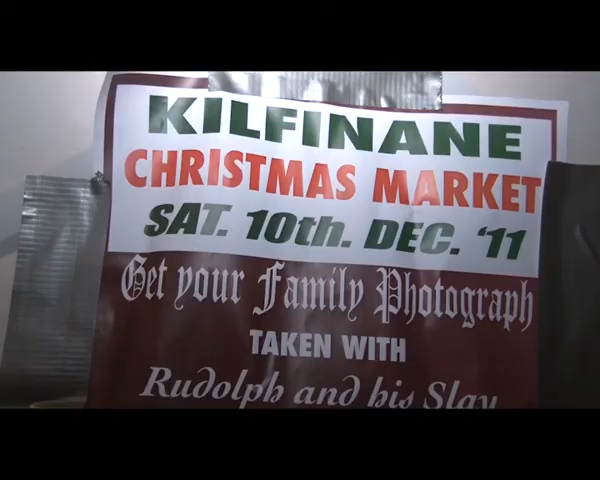 KILFINANE
CHRISTMAS MARKET
SAT. 10th. DEC. '11
Get your Family Photograph
TAKEN WITH
Rudolph and his Slay